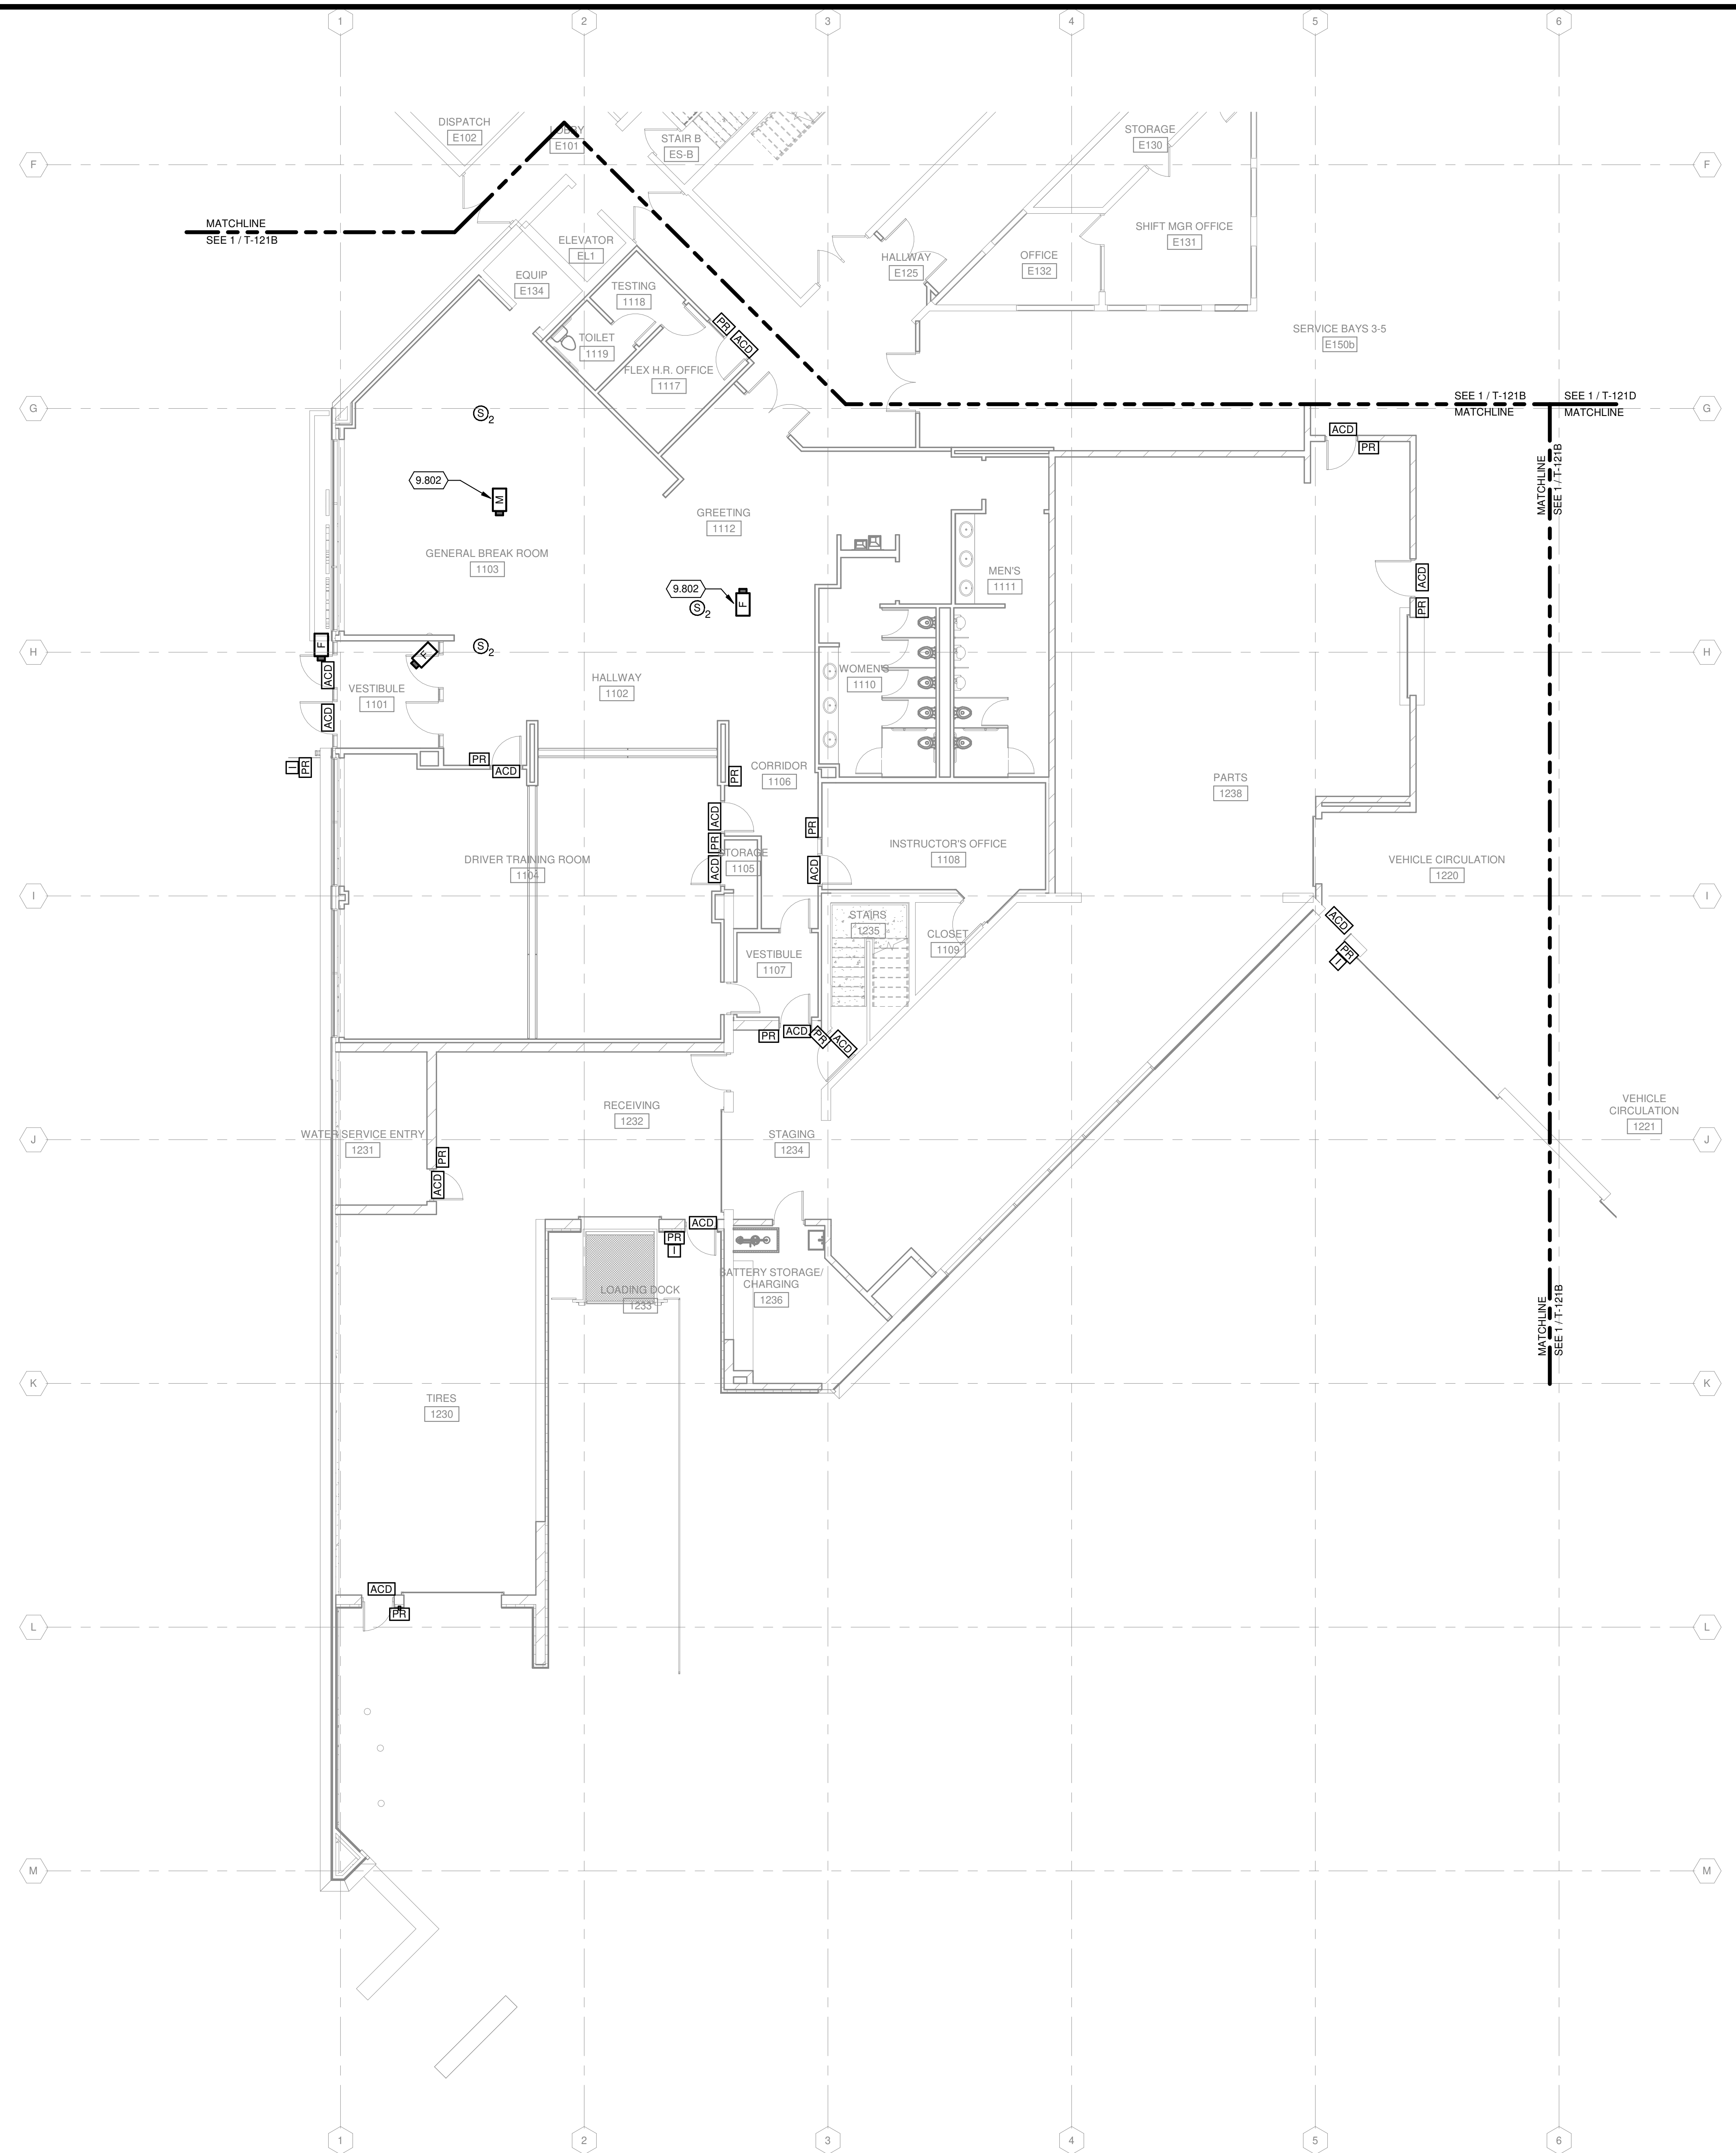 1
2
3
4
5
6
DISPATCH
E102
LOBBY
E101
STAIR B
ES-B
STORAGE
E130
F
F
MATCHLINE
SEE 1 / T-121B
ELEVATOR
EL1
HALLWAY
E125
OFFICE
E132
SHIFT MGR OFFICE
E131
EQUIP
E134
TESTING
1118
PR
ACD
TOILET
1119
FLEX H.R. OFFICE
1117
SERVICE BAYS 3-5
E150b
G
S
2
SEE 1 / T-121B
MATCHLINE
SEE 1 / T-121D
MATCHLINE
G
ACD
PR
MATCHLINE
SEE 1 / T-121B
9.802
M
GREETING
1112
GENERAL BREAK ROOM
1103
MEN'S
1111
ACD
PR
9.802
F
S
2
F
F
S
2
H
H
ACD
ACD
VESTIBULE
1101
HALLWAY
1102
WOMEN'S
1110
I
PR
PR
ACD
PR
CORRIDOR
1106
PARTS
1238
ACD
PR
ACD
PR
ACD
STORAGE
1105
INSTRUCTOR'S OFFICE
1108
DRIVER TRAINING ROOM
1104
VEHICLE CIRCULATION
1220
I
I
STAIRS
1235
CLOSET
1109
ACD
PR
I
VESTIBULE
1107
PR
ACD
PR
ACD
RECEIVING
1232
VEHICLE
CIRCULATION
1221
J
WATER SERVICE ENTRY
1231
STAGING
1234
J
PR
ACD
ACD
PR
I
LOADING DOCK
1233
BATTERY STORAGE/
CHARGING
1236
MATCHLINE
SEE 1 / T-121B
K
K
TIRES
1230
ACD
PR
L
L
M
M
1
2
3
4
5
6